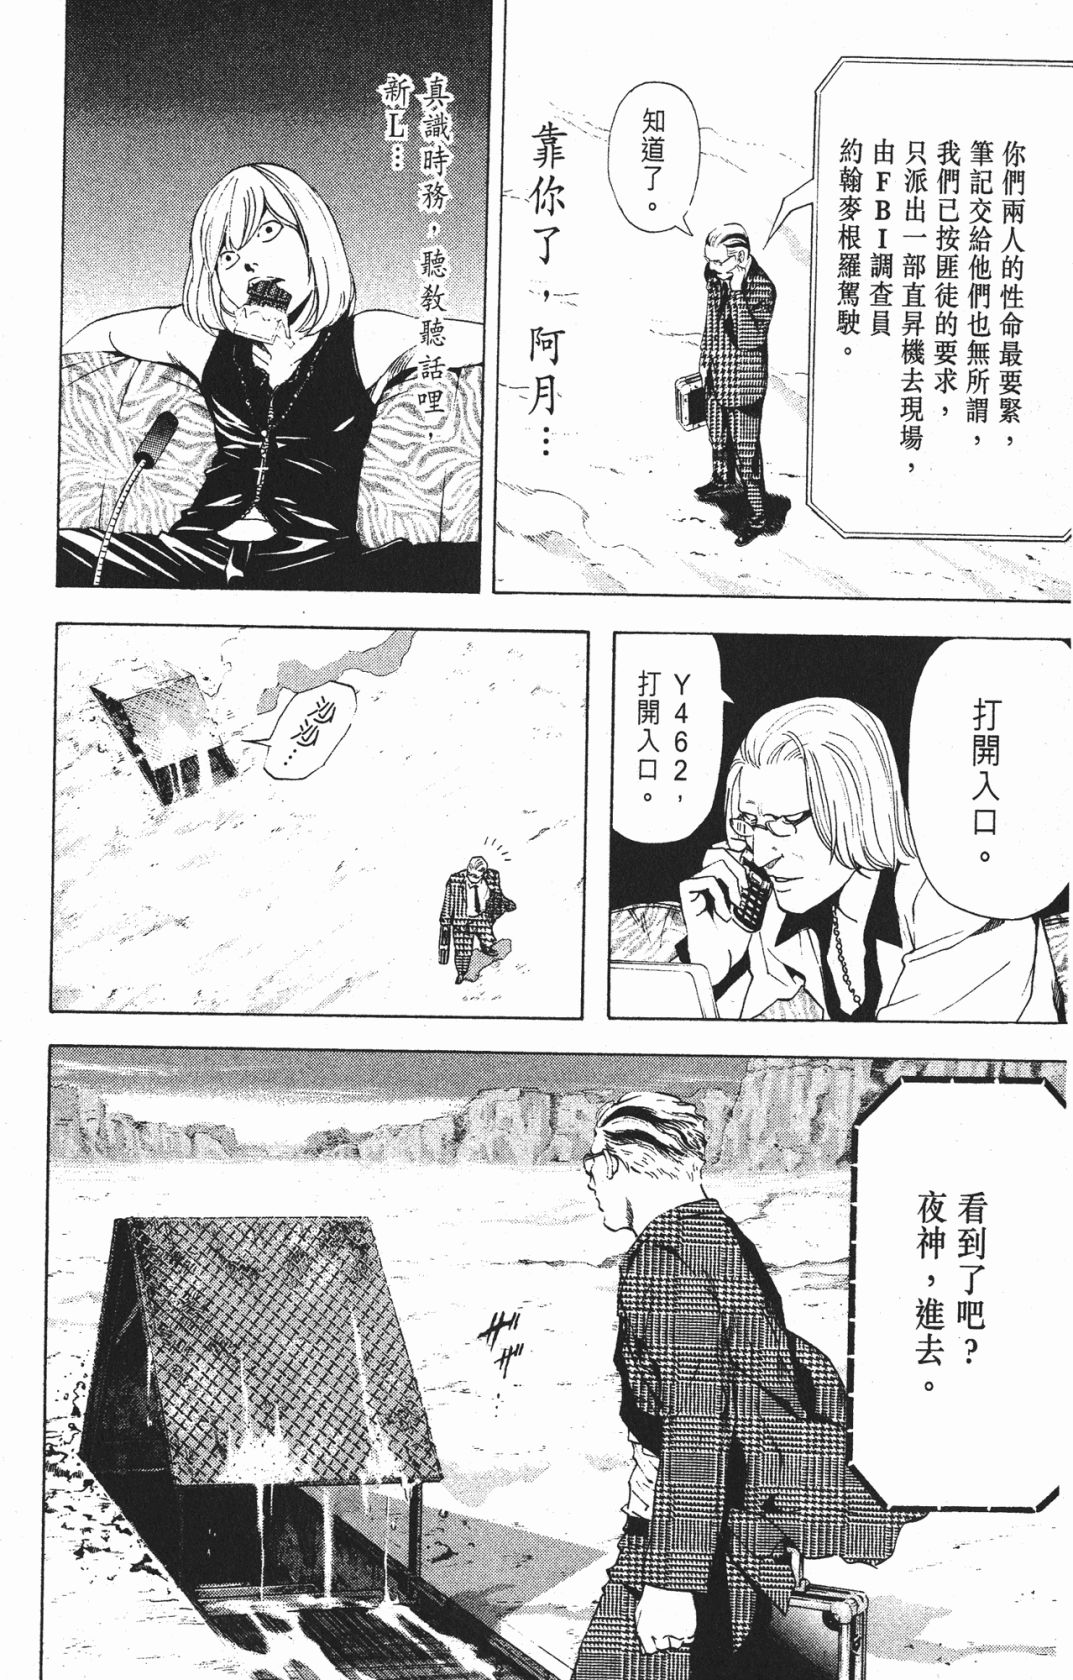 你們兩人的性命最要緊，
筆記交給他們也無所謂，
我們已按匪徒的要求，
只派出一部直昇機去現場，
由FBI調查員
約翰麥根羅駕駛。
知道了。
靠你了，阿月…
真識時務，聽教聽話哩，
新L…
打開入口。
Y462，
打開入口。
沙沙…
看到了吧？
夜神，進去。
ザザ…